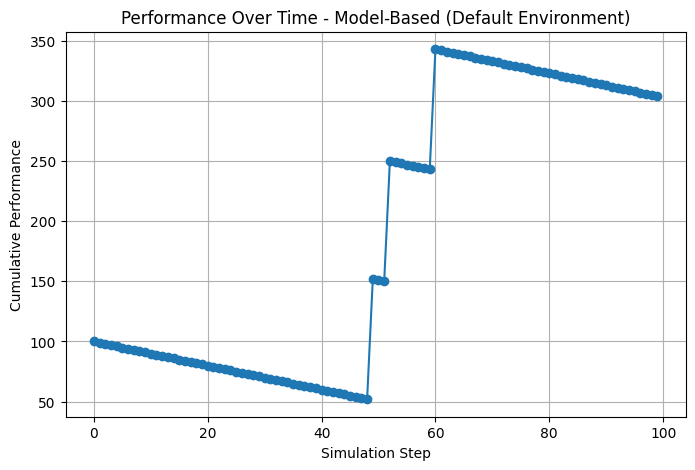 Performance Over Time - Model-Based (Default Environment)
350
300
250
200
150
100
50
Cumulative Performance
0 20 40 60 80 100
Simulation Step